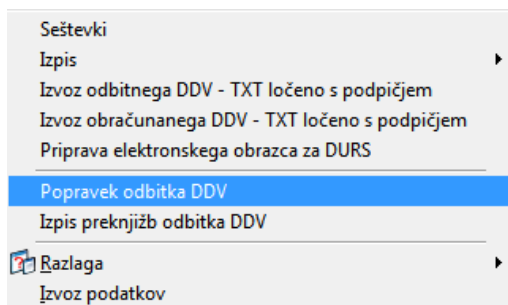 Seštevki
Izpis
Izvoz odbitnega DDV - TXT ločeno s podpičjem
Izvoz obračunanega DDV - TXT ločeno s podpičjem
Priprava elektronskega obrazca za DURS
Popravek odbitka DDV
Izpis preknjižb odbitka DDV
Razlaga
Izvoz podatkov